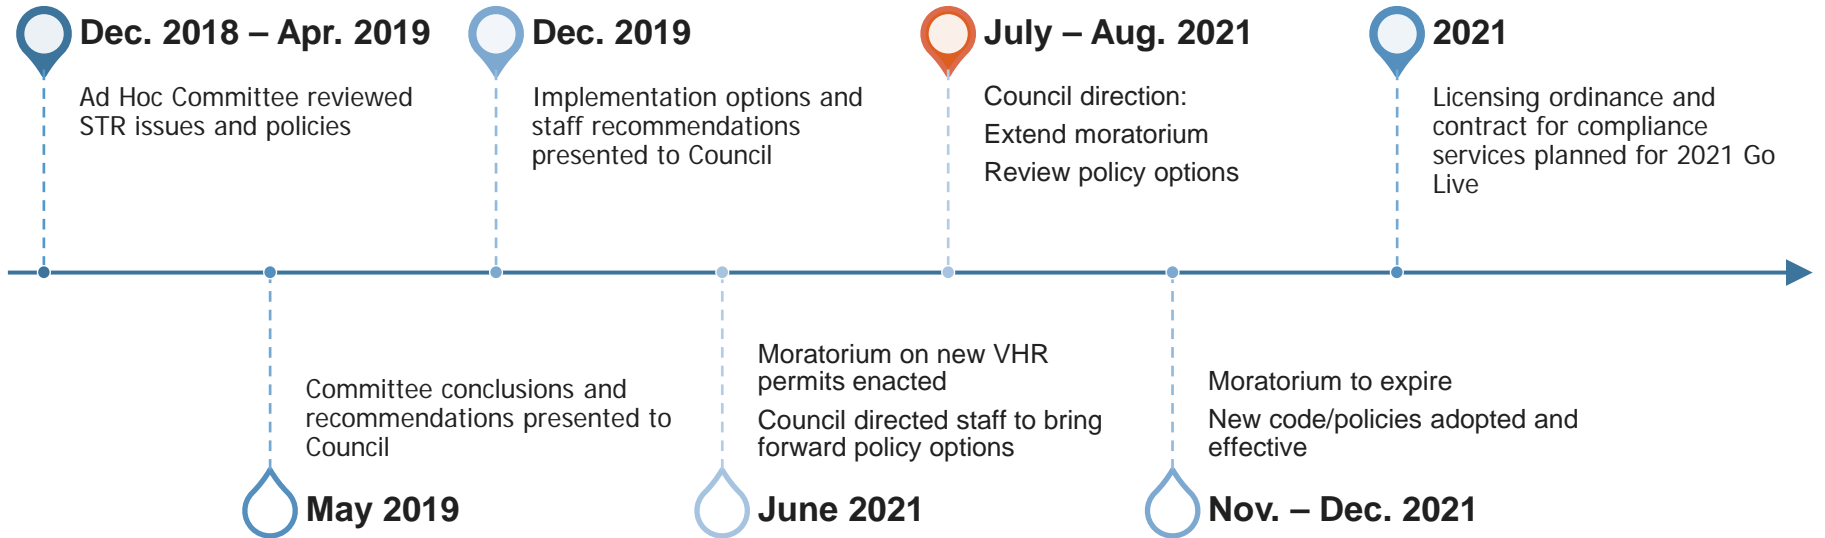 Dec. 2018 – Apr. 2019
Ad Hoc Committee reviewed
STR issues and policies
Dec. 2019
Implementation options and
staff recommendations
presented to Council
July – Aug. 2021
Council direction:
Extend moratorium
Review policy options
2021
Licensing ordinance and
contract for compliance
services planned for 2021 Go
Live
Committee conclusions and
recommendations presented to
Council
May 2019
Moratorium on new VHR
permits enacted
Council directed staff to bring
forward policy options
June 2021
Moratorium to expire
New code/policies adopted and
effective
Nov. – Dec. 2021